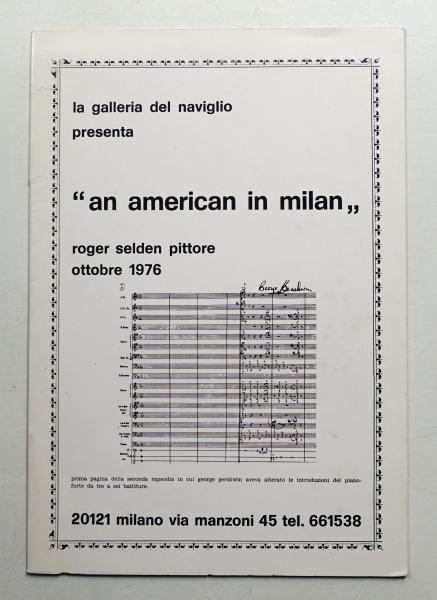 la galleria del naviglio
presenta
“an american in milan„
roger selden pittore
ottobre 1976
George Gershwin
prima pagina della seconda rapsodia in cui george gershwin aveva alterato le introduzioni del piano-
forte da tre a sei battiture.
20121 milano via manzoni 45 tel. 661538